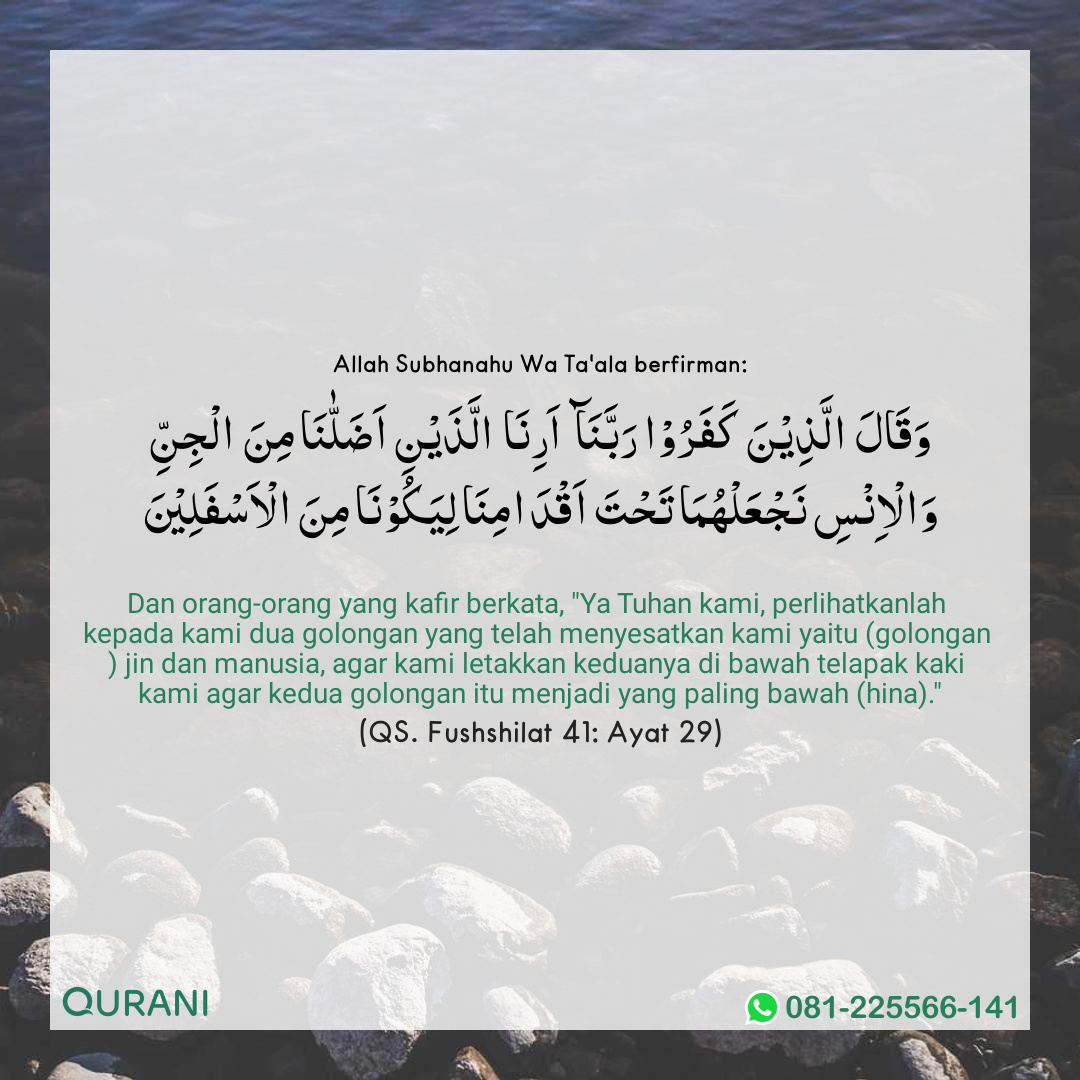 Allah Subhanahu Wa Ta'ala berfirman:
وَقَالَ الَّذِيْنَ كَفَرُوْا رَبَّنَاۤ اَرِنَا الَّذَيْنِ اَضَلّٰنَا مِنَ الْجِنِّ
وَالْاِنْسِ نَجْعَلْهُمَا تَحْتَ اَقْدَامِنَا لِيَكُوْنَا مِنَ الْاَسْفَلِيْنَ
Dan orang-orang yang kafir berkata, "Ya Tuhan kami, perlihatkanlah
kepada kami dua golongan yang telah menyesatkan kami yaitu (golongan
) jin dan manusia, agar kami letakkan keduanya di bawah telapak kaki
kami agar kedua golongan itu menjadi yang paling bawah (hina)."
(QS. Fushshilat 41: Ayat 29)
QURANI
081-225566-141